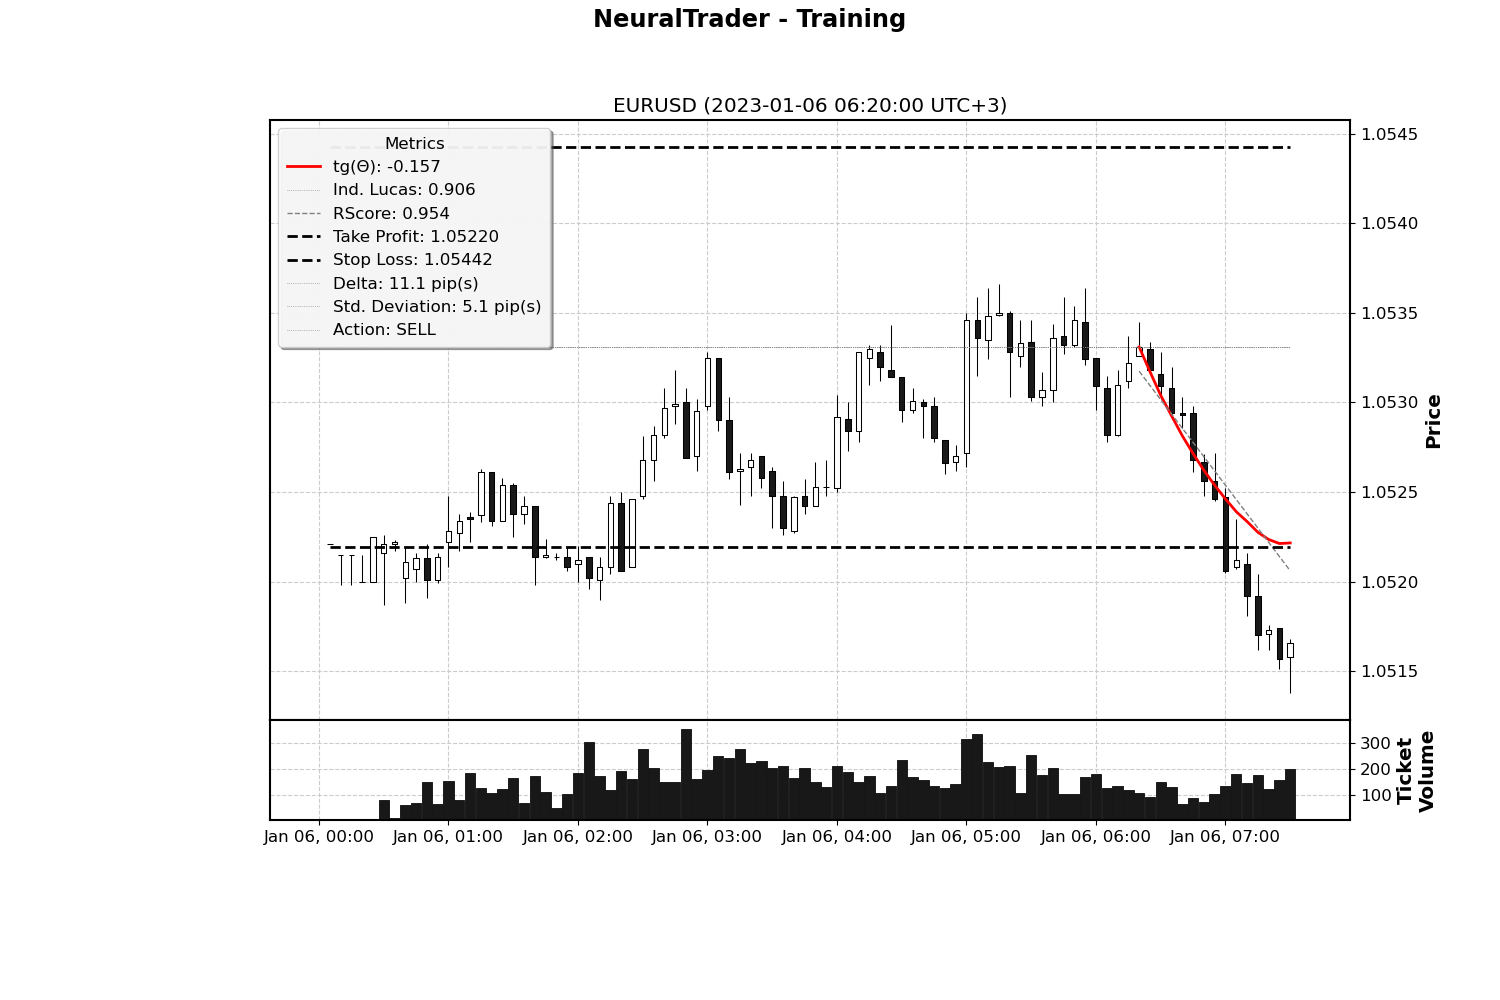 NeuralTrader - Training
EURUSD (2023-01-06 06:20:00 UTC+3)
Metrics
tg(Θ): -0.157
Ind. Lucas: 0.906
RScore: 0.954
Take Profit: 1.05220
Stop Loss: 1.05442
Delta: 11.1 pip(s)
Std. Deviation: 5.1 pip(s)
Action: SELL
1.0545
1.0540
1.0535
1.0530
1.0525
1.0520
1.0515
Price
300
200
100
Ticket
Volume
Jan 06, 00:00
Jan 06, 01:00
Jan 06, 02:00
Jan 06, 03:00
Jan 06, 04:00
Jan 06, 05:00
Jan 06, 06:00
Jan 06, 07:00